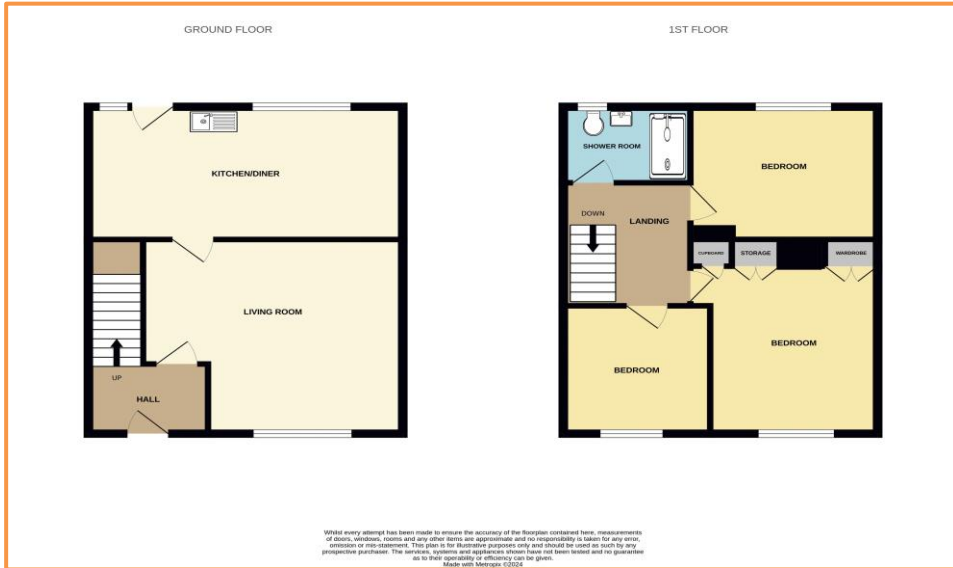 GROUND FLOOR
1ST FLOOR
KITCHEN/DINER
LIVING ROOM
UP
HALL
SHOWER ROOM
BEDROOM
DOWN
LANDING
CUPBOARD
STORAGE
WARDROBE
BEDROOM
BEDROOM
Whilst every attempt has been made to ensure the accuracy of the floorplan contained here, measurements
of doors, windows, rooms and any other items are approximate and no responsibility is taken for any error,
omission or mis-statement. This plan is for illustrative purposes only and should be used as such by any
prospective purchaser. The services, systems and appliances shown have not been tested and no guarantee
as to their operability or efficiency can be given.
Made with Metropix ©2024